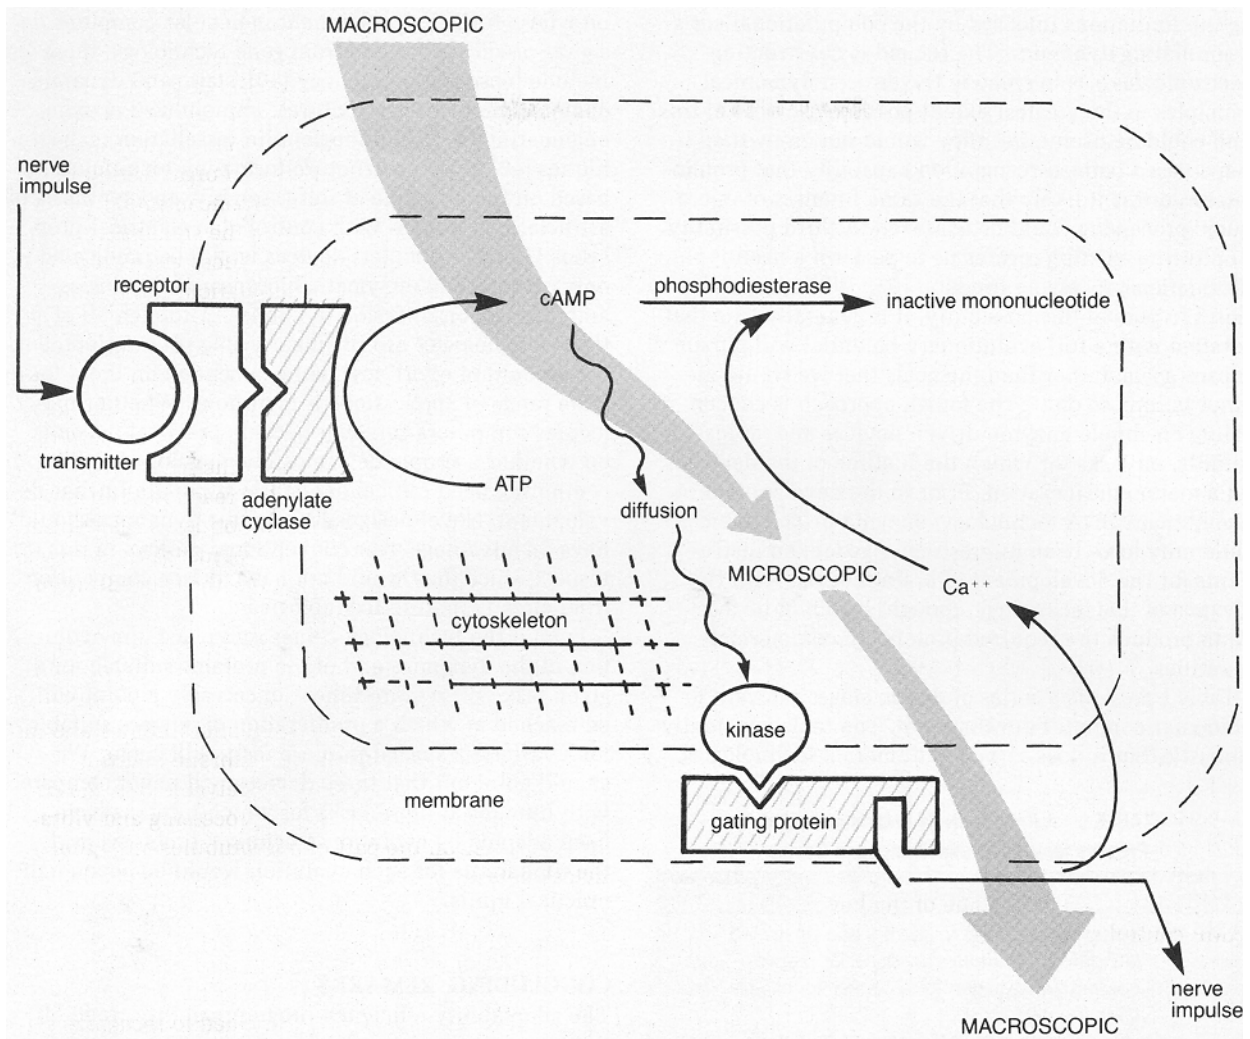 MACROSCOPIC
nerve
impulse
receptor
cAMP
phosphodiesterase
inactive mononucleotide
transmitter
adenylate
cyclase
ATP
diffusion
MICROSCOPIC
Ca++
cytoskeleton
kinase
membrane
gating protein
nerve
impulse
MACROSCOPIC